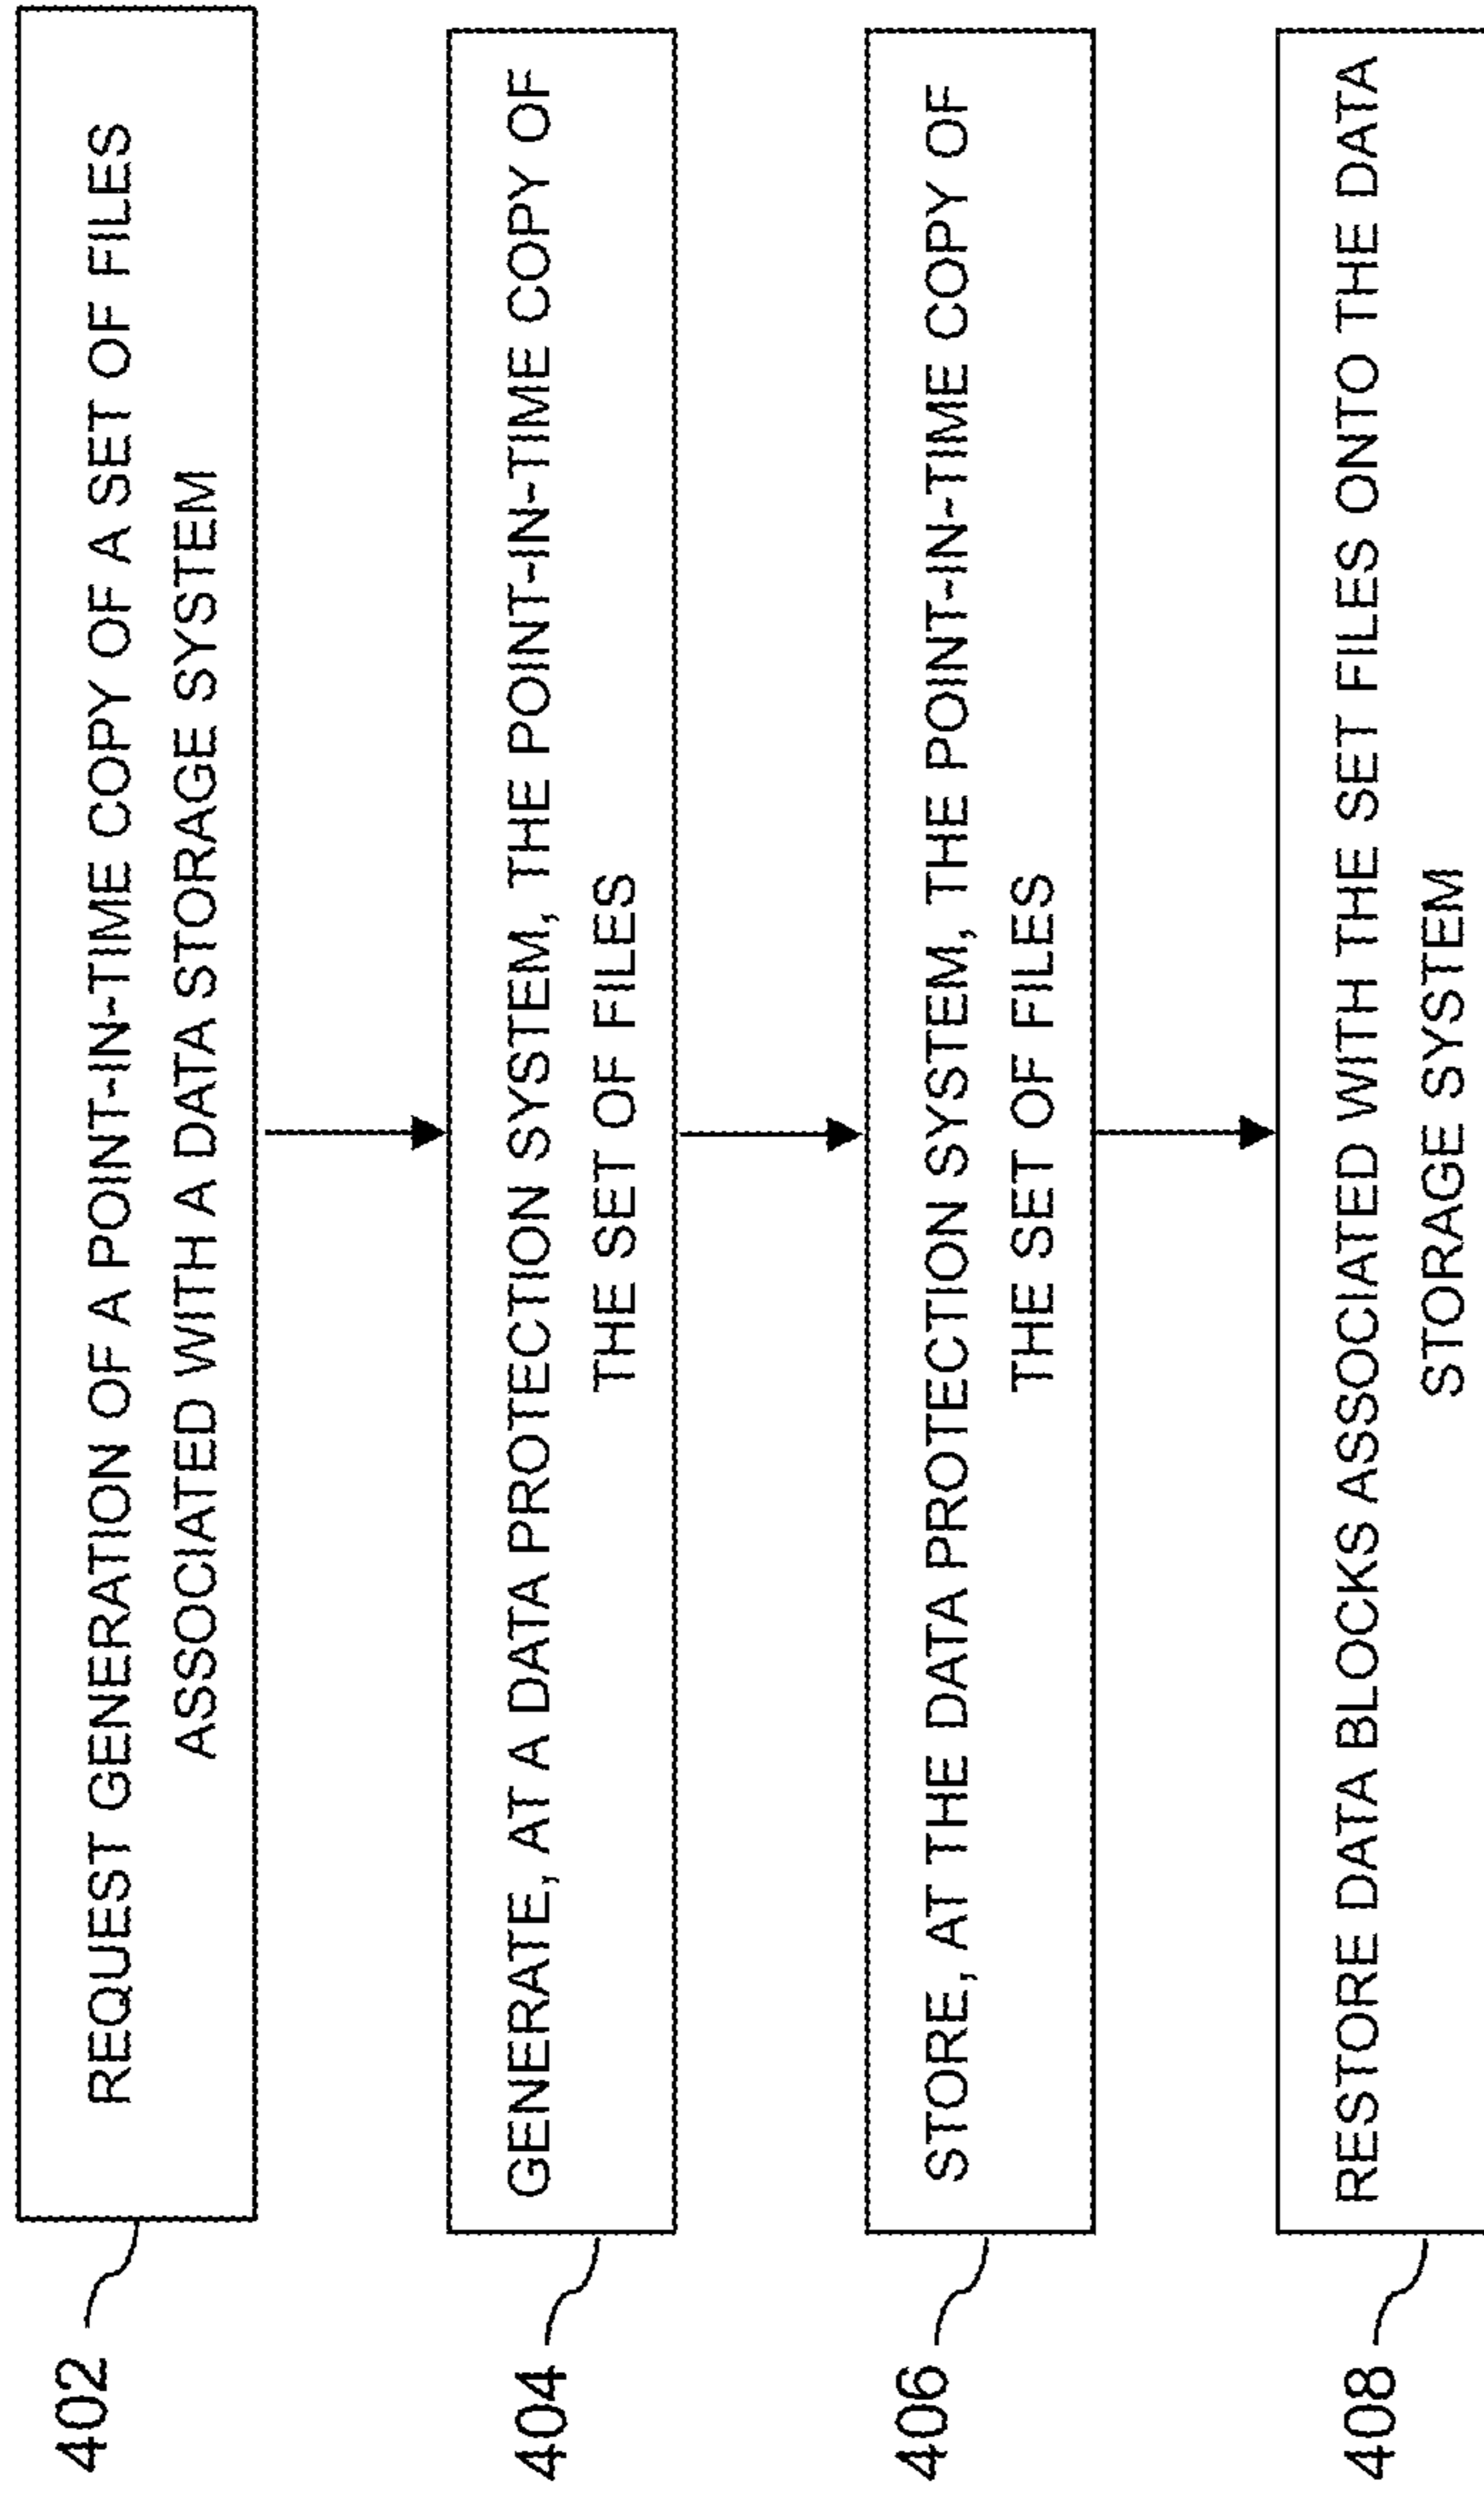 402
REQUEST GENERATION OF A POINT-IN-TIME COPY OF A SET OF FILES
ASSOCIATED WITH A DATA STORAGE SYSTEM
404
GENERATE, AT A DATA PROTECTION SYSTEM, THE POINT-IN-TIME COPY OF
THE SET OF FILES
406
STORE, AT THE DATA PROTECTION SYSTEM, THE POINT-IN-TIME COPY OF
THE SET OF FILES
408
RESTORE DATA BLOCKS ASSOCIATED WITH THE SET FILES ONTO THE DATA
STORAGE SYSTEM